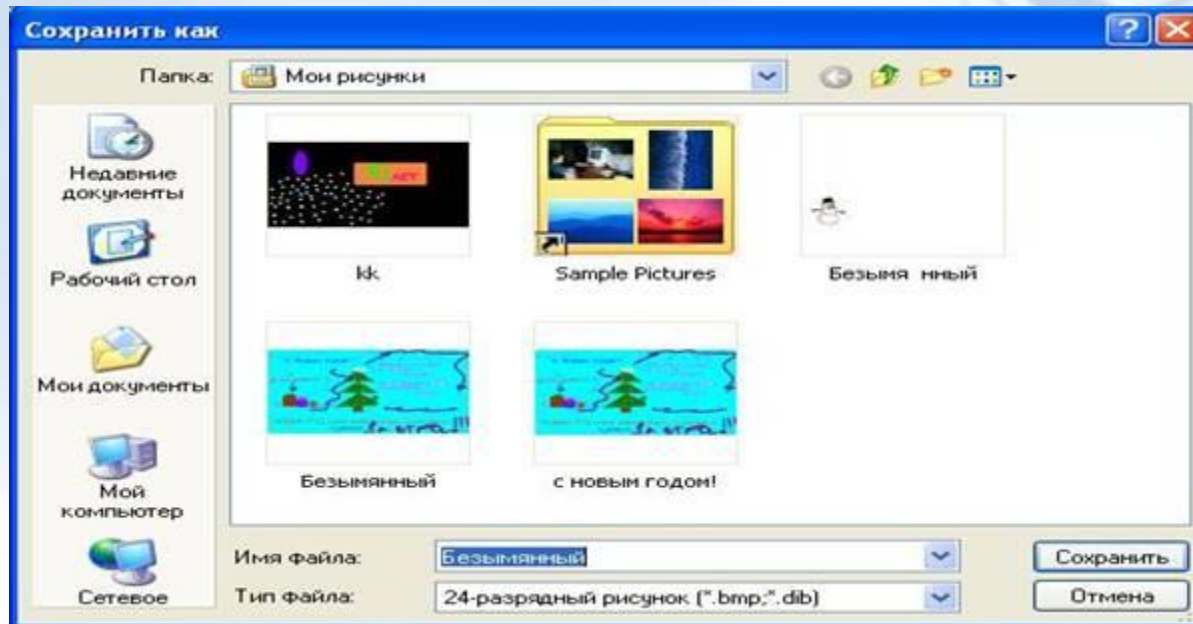 Сохранить как
Папка:
Мои рисунки
Недавние
документы
Рабочий стол
Мои документы
Мой
компьютер
Сетевое
kk
Sample Pictures
Безымя нный
Безымянный
с новым годом!
Имя файла:
Безымянный
Сохранить
Тип файла:
24-разрядный рисунок (*.bmp;*.dib)
Отмена